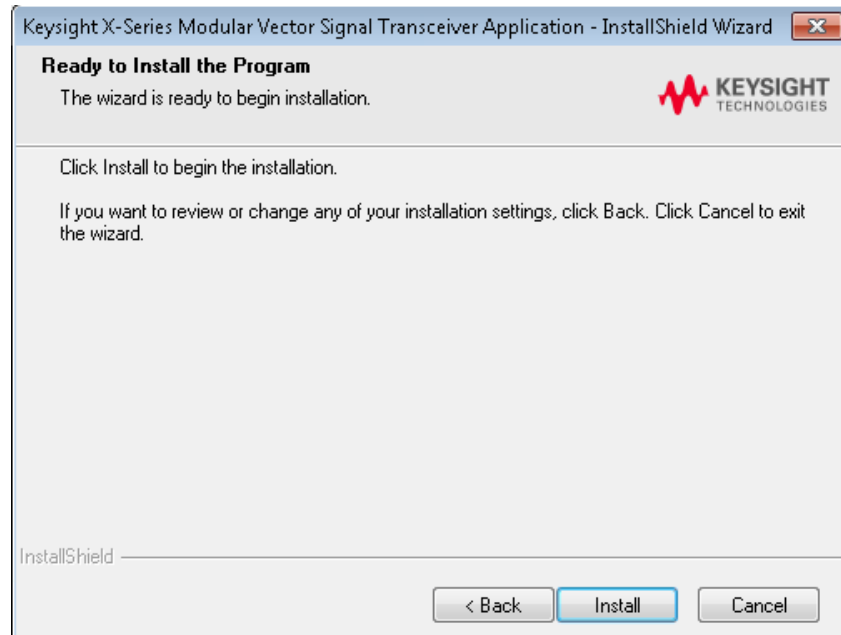 Keysight X-Series Modular Vector Signal Transceiver Application - InstallShield Wizard
Ready to Install the Program
The wizard is ready to begin installation.
KEYSIGHT
TECHNOLOGIES
Click Install to begin the installation.
If you want to review or change any of your installation settings, click Back. Click Cancel to exit
the wizard.
InstallShield
< Back
Install
Cancel